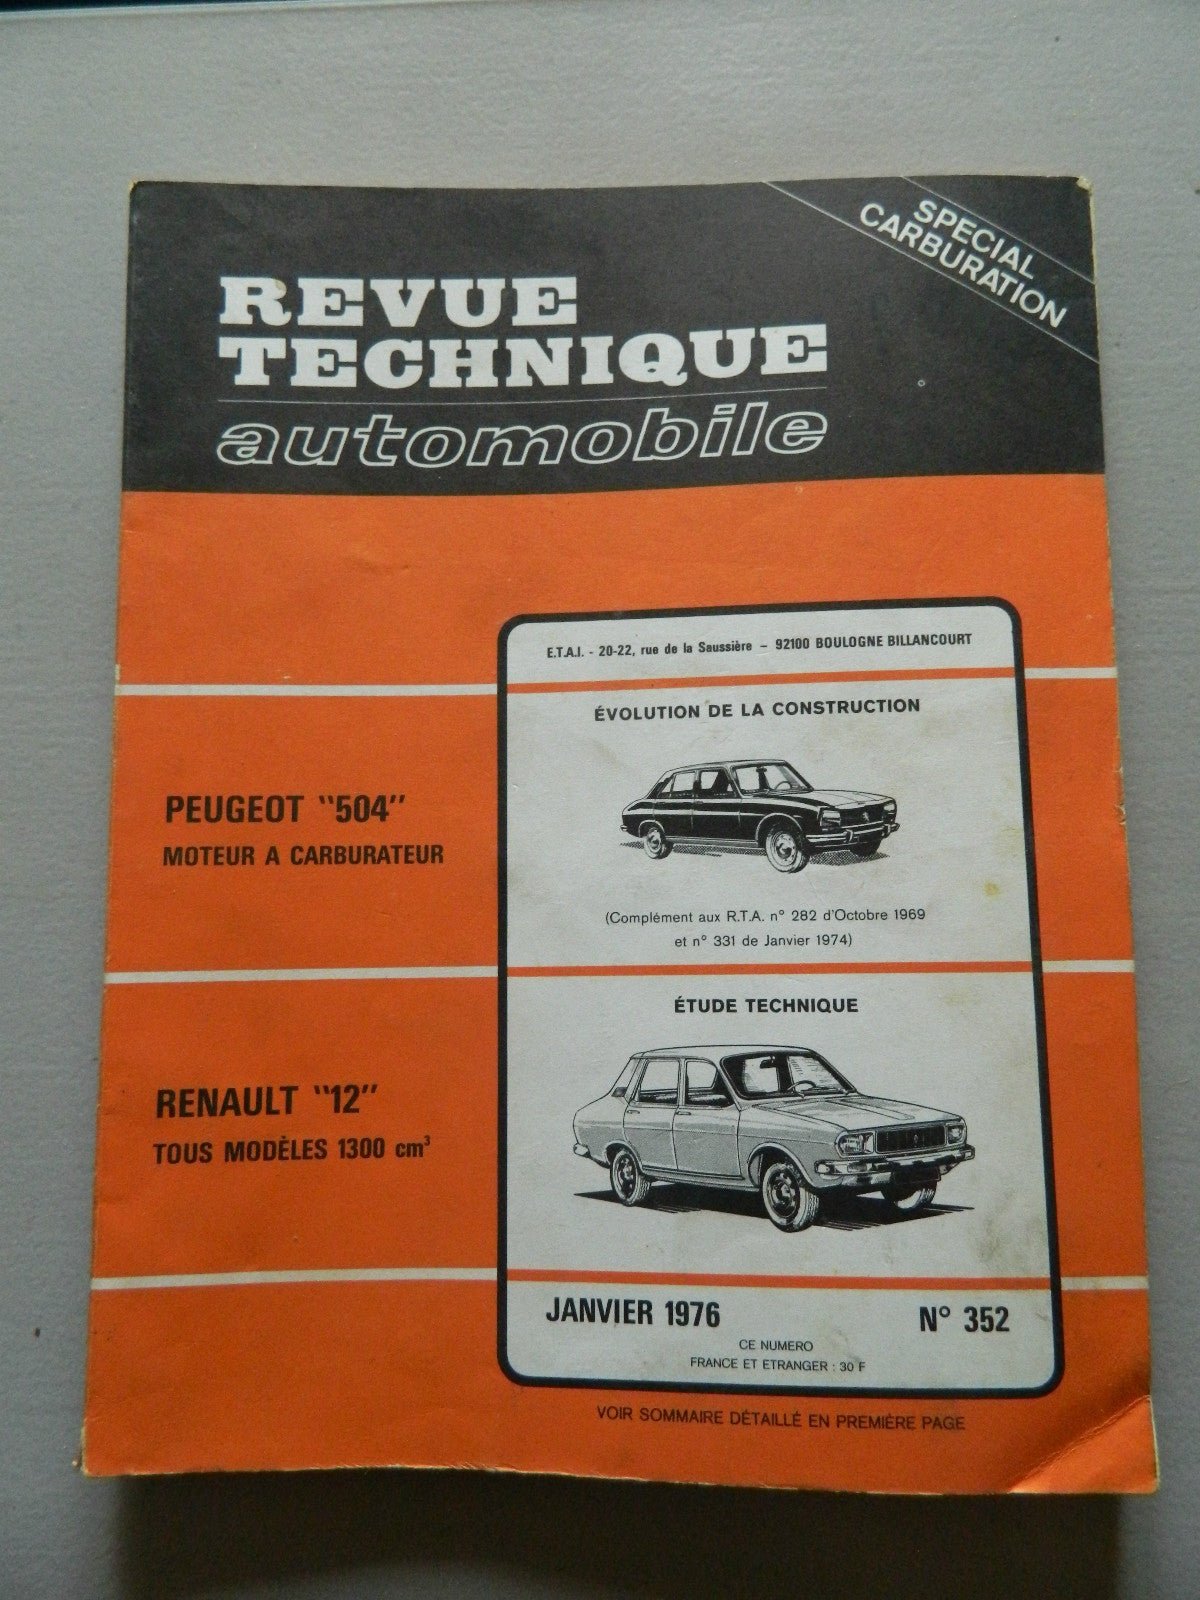 SPECIAL
CARBURATION
REVUE
TECHNIQUE
automobile
E.T.A.I. - 20-22, rue de la Saussière - 92100 BOULOGNE BILLANCOURT
ÉVOLUTION DE LA CONSTRUCTION
PEUGEOT "504"
MOTEUR A CARBURATEUR
(Complément aux R.T.A. n° 282 d'Octobre 1969
et n° 331 de Janvier 1974)
ÉTUDE TECHNIQUE
RENAULT "12"
TOUS MODÈLES 1300 cm³
JANVIER 1976
N° 352
CE NUMERO
FRANCE ET ETRANGER : 30 F
VOIR SOMMAIRE DÉTAILLÉ EN PREMIÈRE PAGE